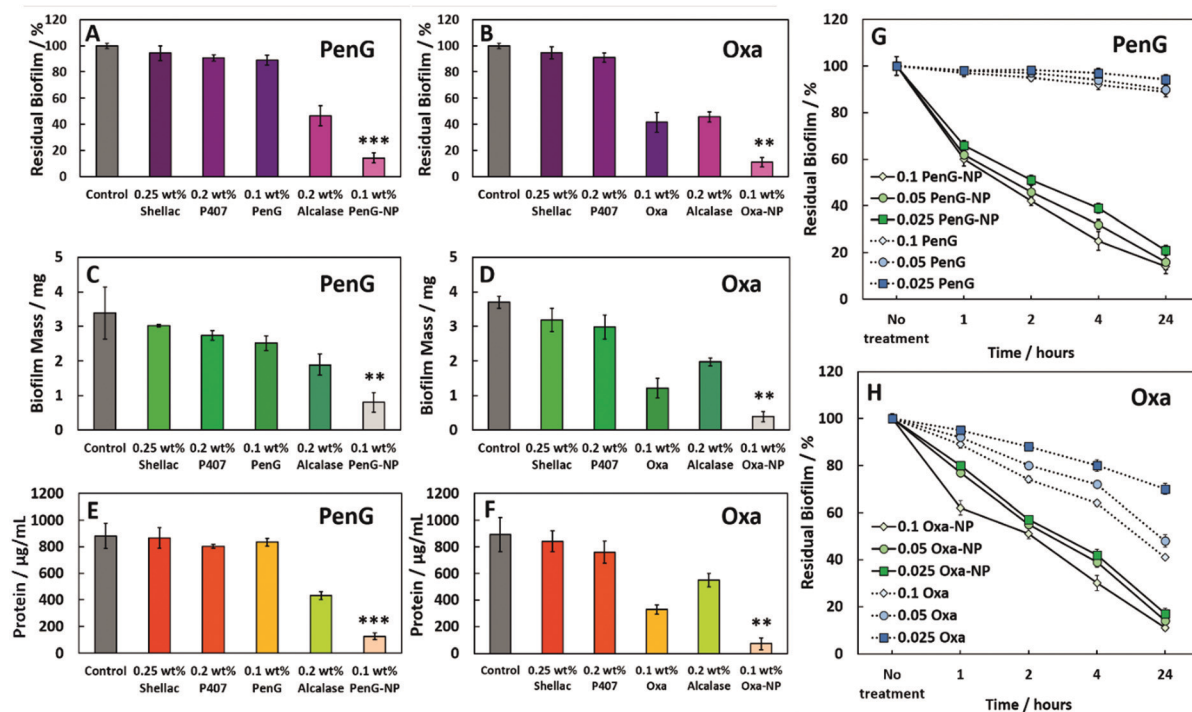 A
PenG
Residual Biofilm / %
120
100
80
60
40
20
0
***
Control
0.25 wt%
Shellac
0.2 wt%
P407
0.1 wt%
PenG
0.2 wt%
Alcalase
0.1 wt%
PenG-NP
B
Oxa
Residual Biofilm / %
120
100
80
60
40
20
0
**
Control
0.25 wt%
Shellac
0.2 wt%
P407
0.1 wt%
Oxa
0.2 wt%
Alcalase
0.1 wt%
Oxa-NP
C
PenG
Biofilm Mass / mg
5
4
3
2
1
0
**
Control
0.25 wt%
Shellac
0.2 wt%
P407
0.1 wt%
PenG
0.2 wt%
Alcalase
0.1 wt%
PenG-NP
D
Oxa
Biofilm Mass / mg
5
4
3
2
1
0
**
Control
0.25 wt%
Shellac
0.2 wt%
P407
0.1 wt%
Oxa
0.2 wt%
Alcalase
0.1 wt%
Oxa-NP
E
PenG
Protein / µg/mL
1200
1000
800
600
400
200
0
***
Control
0.25 wt%
Shellac
0.2 wt%
P407
0.1 wt%
PenG
0.2 wt%
Alcalase
0.1 wt%
PenG-NP
F
Oxa
Protein / µg/mL
1200
1000
800
600
400
200
0
**
Control
0.25 wt%
Shellac
0.2 wt%
P407
0.1 wt%
Oxa
0.2 wt%
Alcalase
0.1 wt%
Oxa-NP
G
PenG
Residual Biofilm / %
120
100
80
60
40
20
0
0.1 PenG-NP
0.05 PenG-NP
0.025 PenG-NP
0.1 PenG
0.05 PenG
0.025 PenG
No
treatment
1
2
4
24
Time / hours
H
Oxa
Residual Biofilm / %
120
100
80
60
40
20
0
0.1 Oxa-NP
0.05 Oxa-NP
0.025 Oxa-NP
0.1 Oxa
0.05 Oxa
0.025 Oxa
No
treatment
1
2
4
24
Time / hours